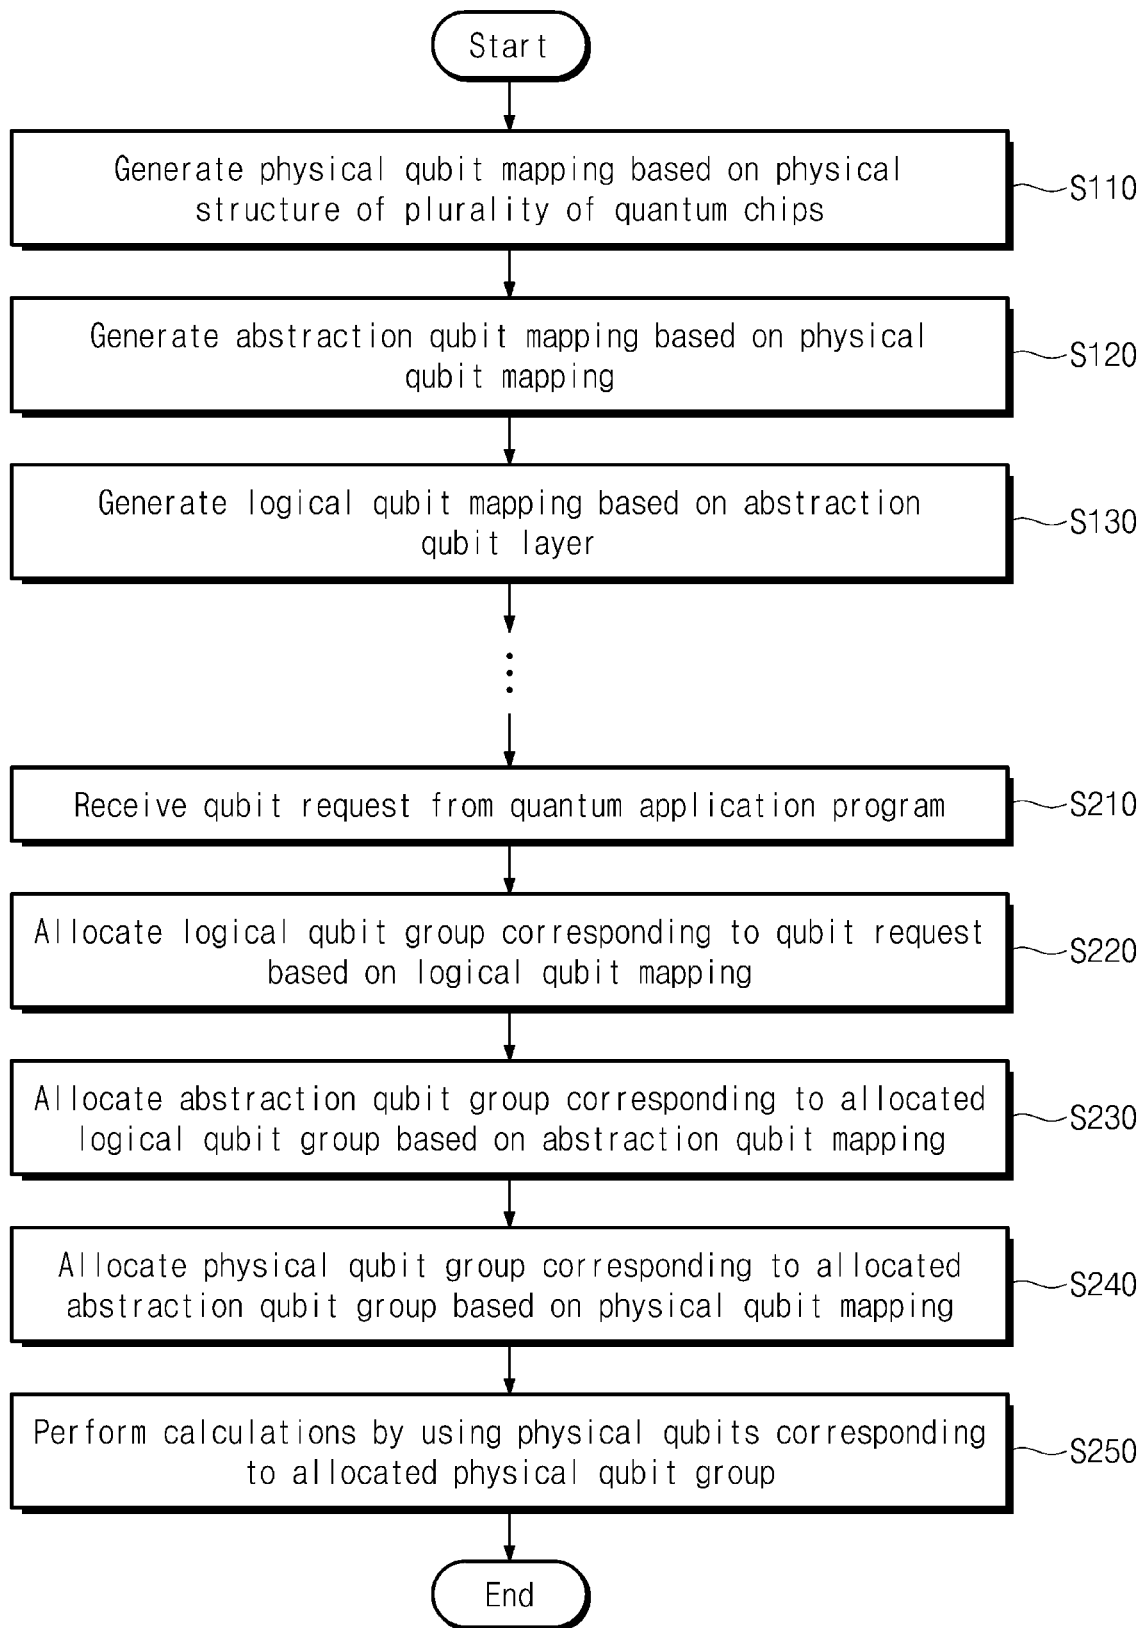 Start
Generate physical qubit mapping based on physical
structure of plurality of quantum chips
S110
Generate abstraction qubit mapping based on physical
qubit mapping
S120
Generate logical qubit mapping based on abstraction
qubit layer
S130
Receive qubit request from quantum application program
S210
Allocate logical qubit group corresponding to qubit request
based on logical qubit mapping
S220
Allocate abstraction qubit group corresponding to allocated
logical qubit group based on abstraction qubit mapping
S230
Allocate physical qubit group corresponding to allocated
abstraction qubit group based on physical qubit mapping
S240
Perform calculations by using physical qubits corresponding
to allocated physical qubit group
S250
End